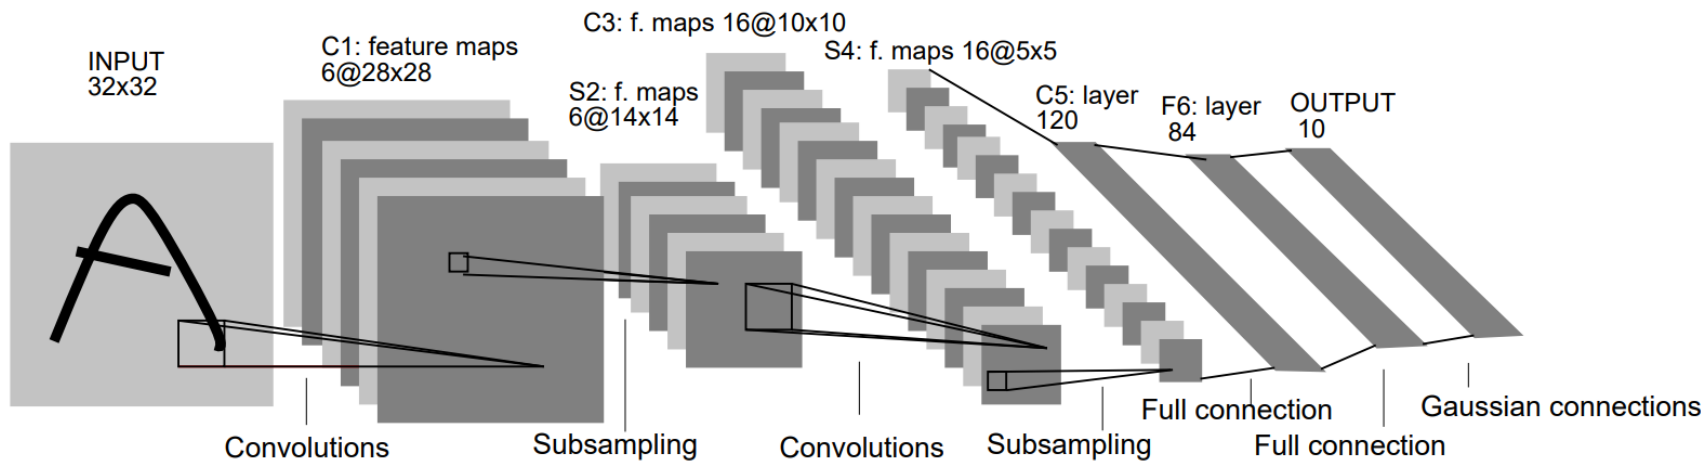 INPUT
32x32
C1: feature maps
6@28x28
S2: f. maps
6@14x14
C3: f. maps 16@10x10
S4: f. maps 16@5x5
C5: layer
120
F6: layer
84
OUTPUT
10
Convolutions
Subsampling
Convolutions
Subsampling
Full connection
Full connection
Gaussian connections